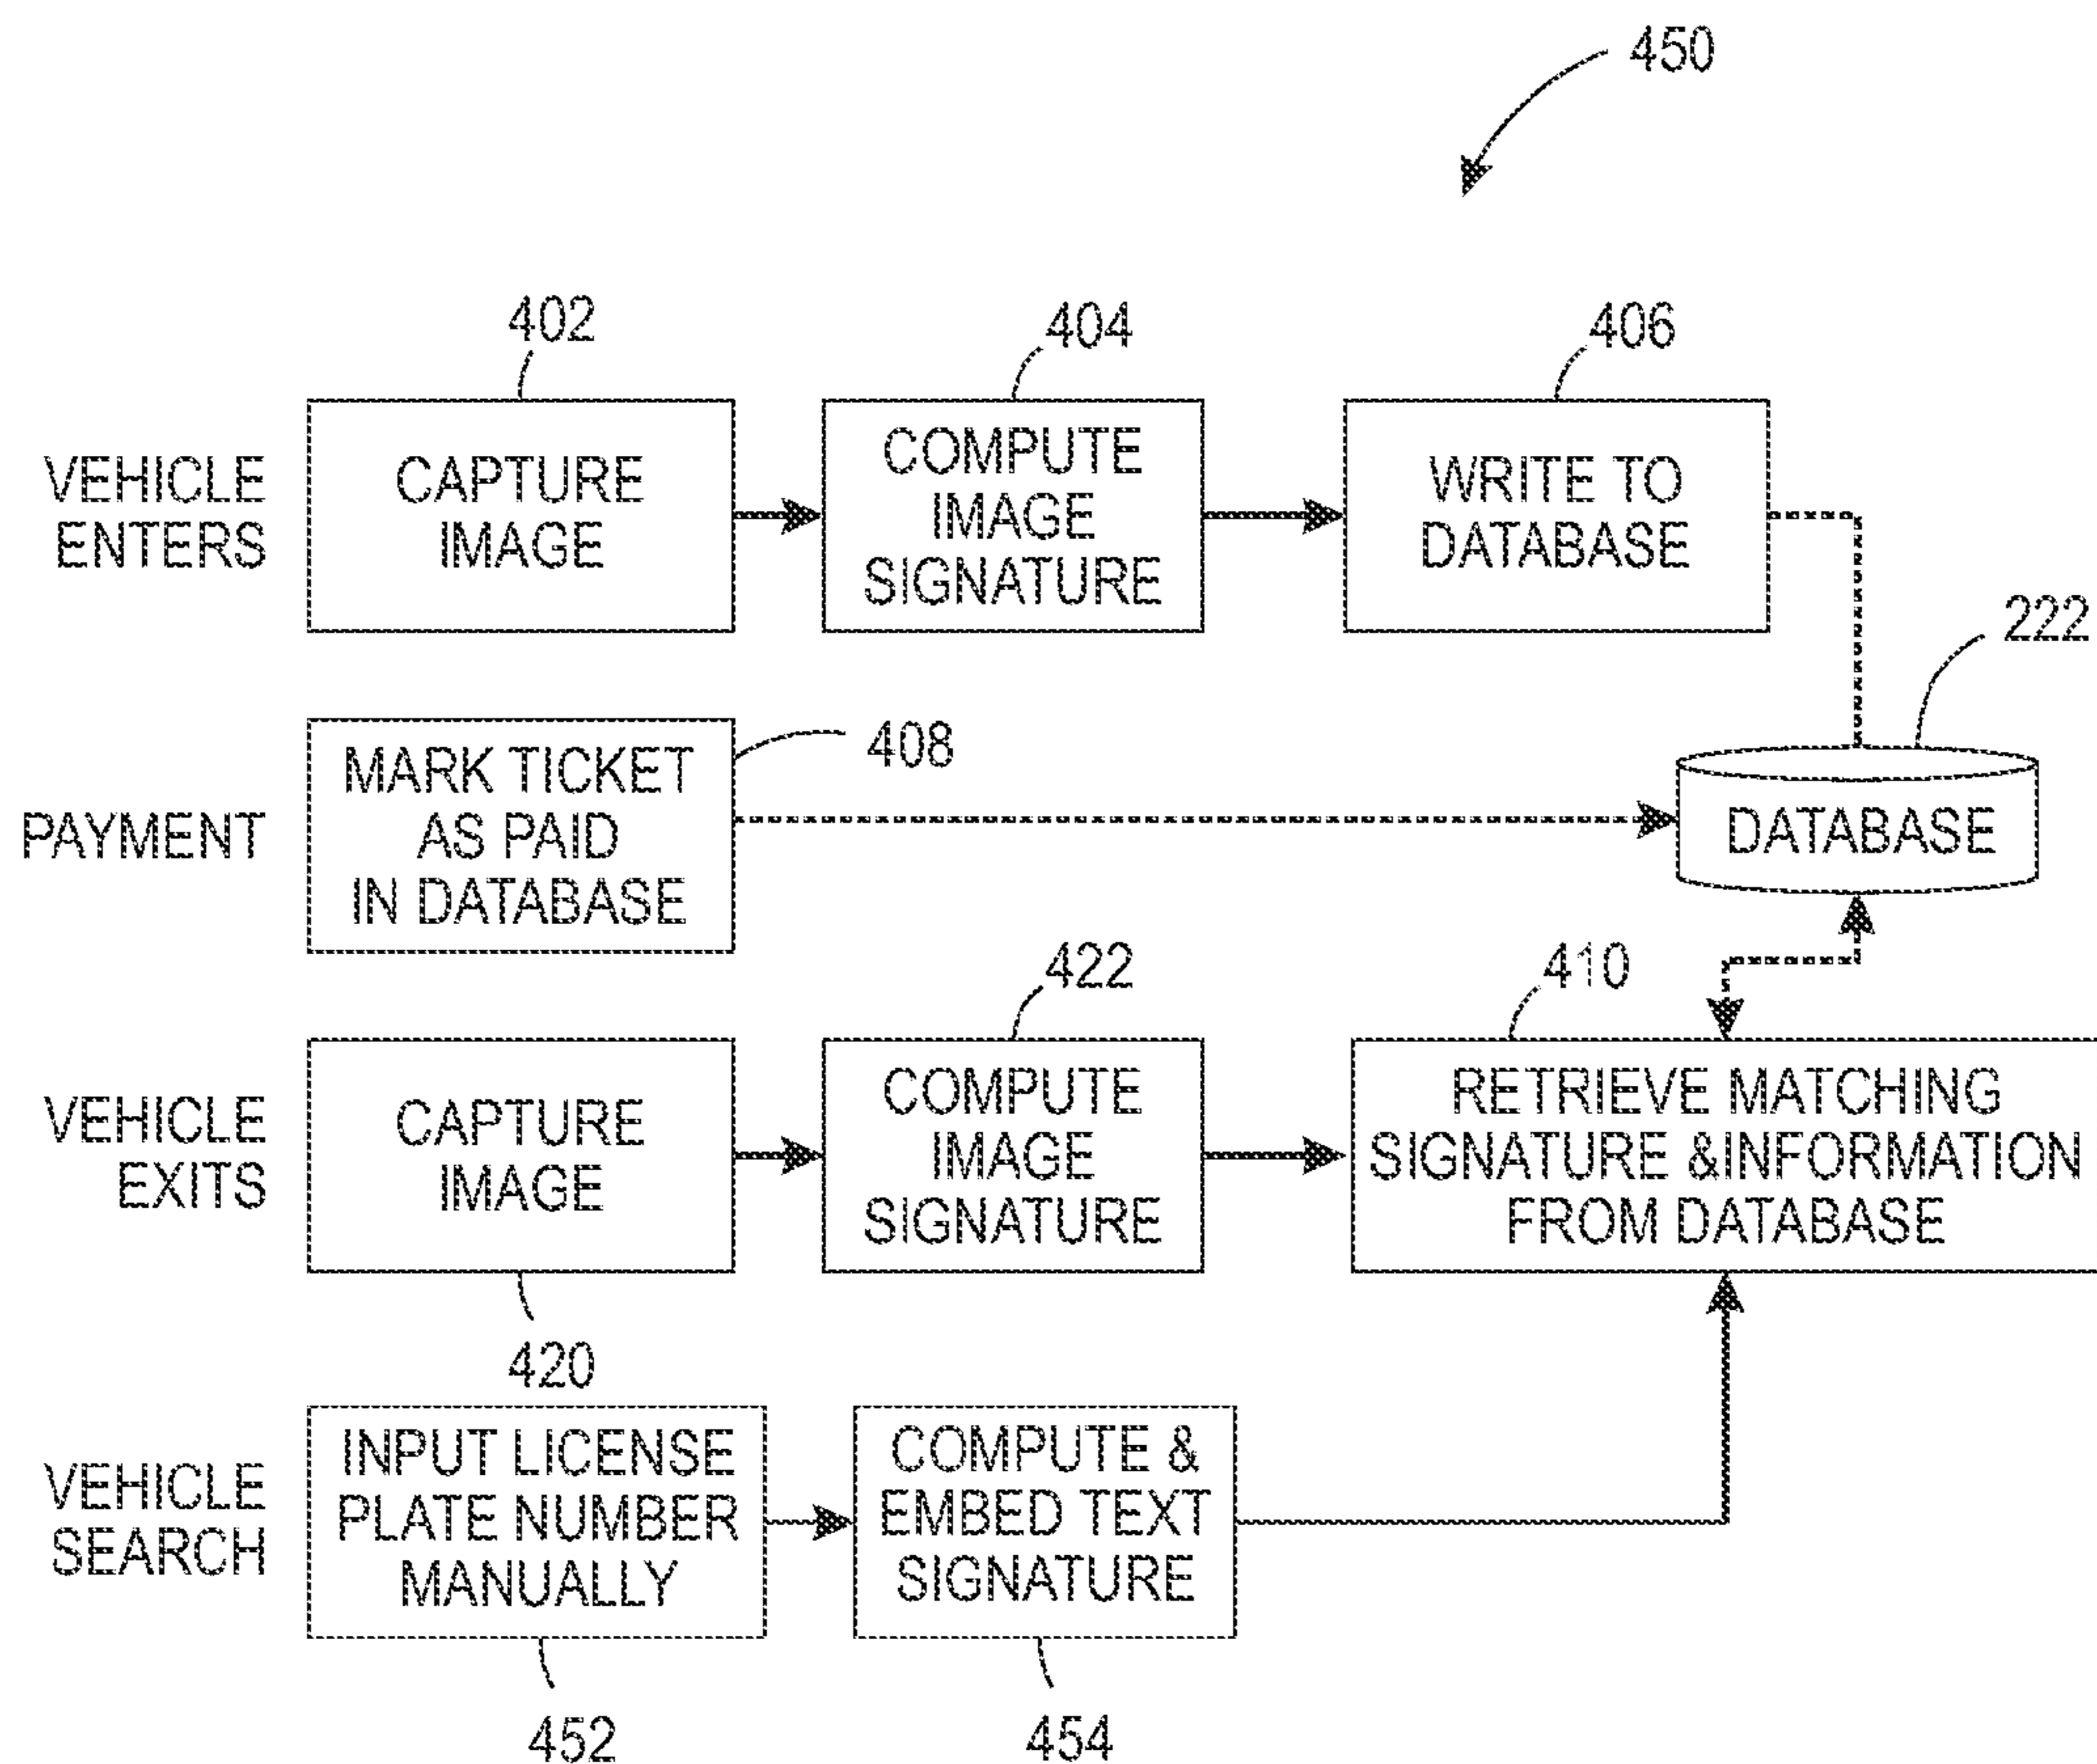 450
402
404
406
VEHICLE
ENTERS
CAPTURE
IMAGE
COMPUTE
IMAGE
SIGNATURE
WRITE TO
DATABASE
222
PAYMENT
MARK TICKET
AS PAID
IN DATABASE
408
DATABASE
422
410
VEHICLE
EXITS
CAPTURE
IMAGE
COMPUTE
IMAGE
SIGNATURE
RETRIEVE MATCHING
SIGNATURE &INFORMATION
FROM DATABASE
420
VEHICLE
SEARCH
INPUT LICENSE
PLATE NUMBER
MANUALLY
COMPUTE &
EMBED TEXT
SIGNATURE
452
454